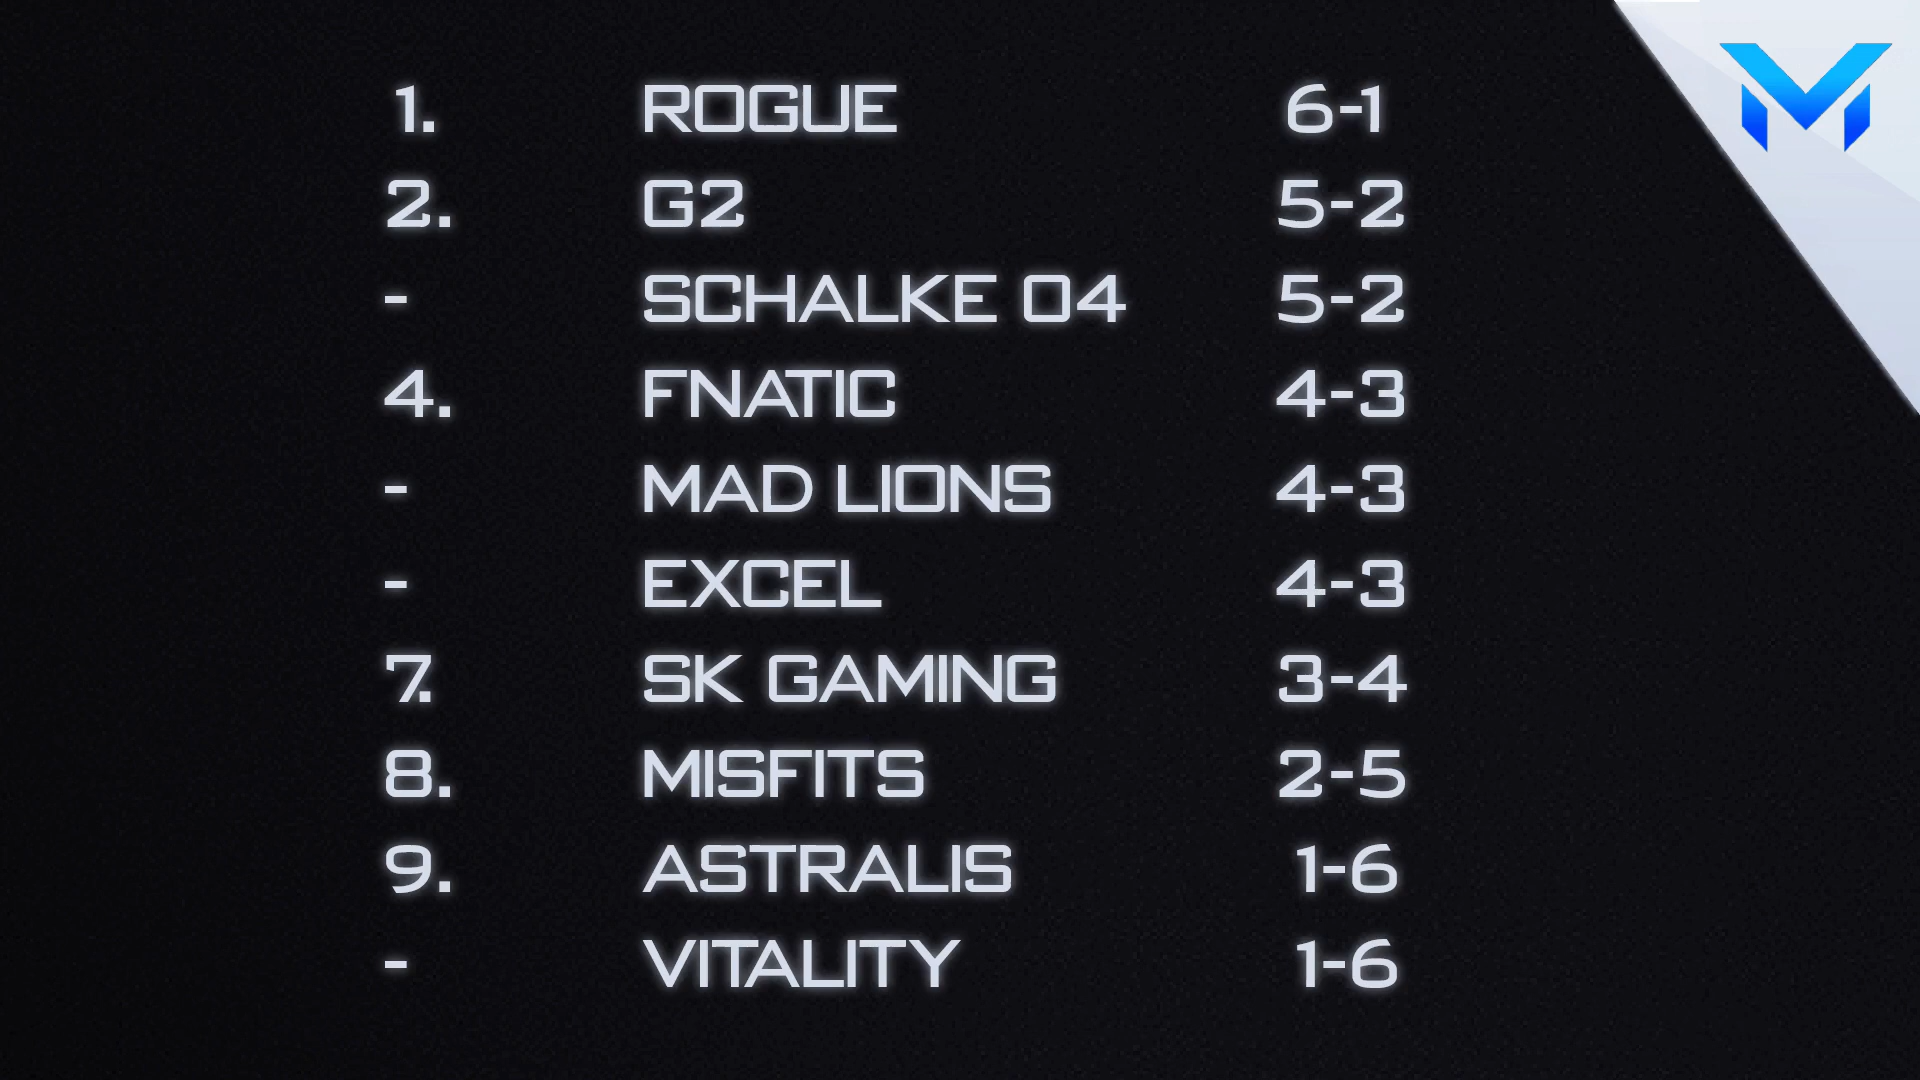 1. ROGUE 6-1
2. G2 5-2
- SCHALKE 04 5-2
4. FNATIC 4-3
- MAD LIONS 4-3
- EXCEL 4-3
7. SK GAMING 3-4
8. MISFITS 2-5
9. ASTRALIS 1-6
- VITALITY 1-6